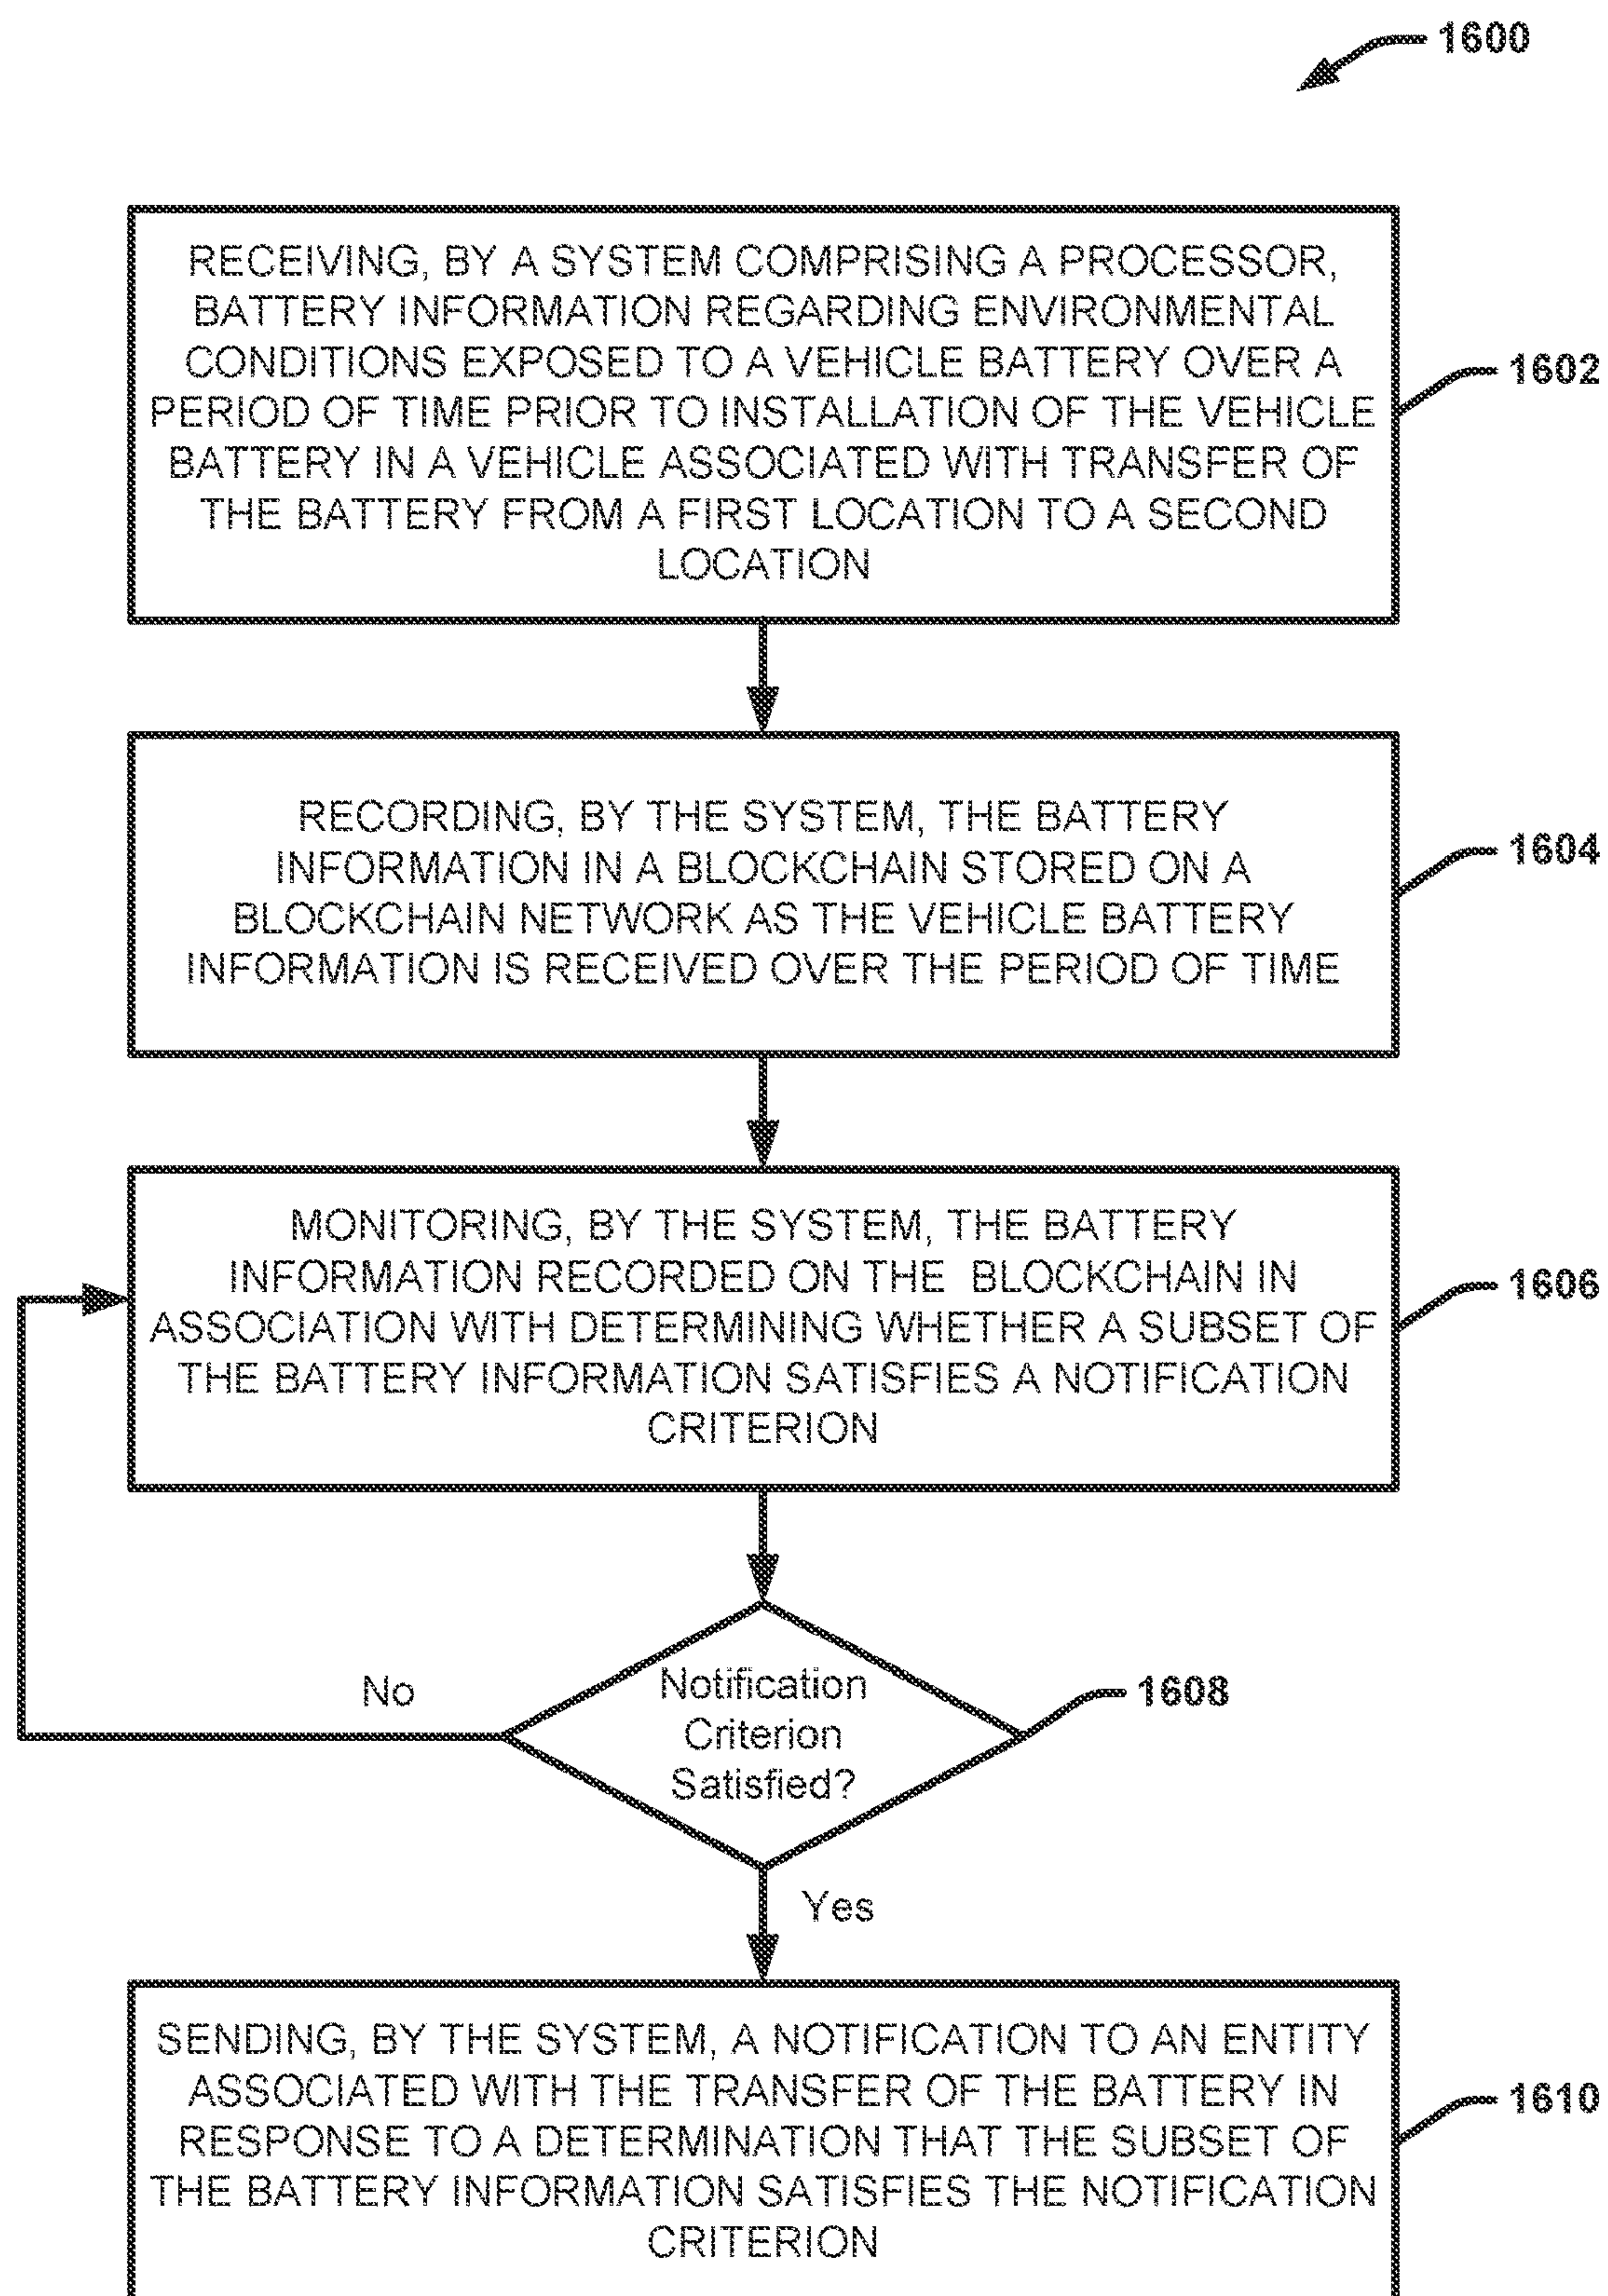 1600
RECEIVING, BY A SYSTEM COMPRISING A PROCESSOR,
BATTERY INFORMATION REGARDING ENVIRONMENTAL
CONDITIONS EXPOSED TO A VEHICLE BATTERY OVER A
PERIOD OF TIME PRIOR TO INSTALLATION OF THE VEHICLE
BATTERY IN A VEHICLE ASSOCIATED WITH TRANSFER OF
THE BATTERY FROM A FIRST LOCATION TO A SECOND
LOCATION
1602
RECORDING, BY THE SYSTEM, THE BATTERY
INFORMATION IN A BLOCKCHAIN STORED ON A
BLOCKCHAIN NETWORK AS THE VEHICLE BATTERY
INFORMATION IS RECEIVED OVER THE PERIOD OF TIME
1604
MONITORING, BY THE SYSTEM, THE BATTERY
INFORMATION RECORDED ON THE BLOCKCHAIN IN
ASSOCIATION WITH DETERMINING WHETHER A SUBSET OF
THE BATTERY INFORMATION SATISFIES A NOTIFICATION
CRITERION
1606
No
Notification
Criterion
Satisfied?
1608
Yes
SENDING, BY THE SYSTEM, A NOTIFICATION TO AN ENTITY
ASSOCIATED WITH THE TRANSFER OF THE BATTERY IN
RESPONSE TO A DETERMINATION THAT THE SUBSET OF
THE BATTERY INFORMATION SATISFIES THE NOTIFICATION
CRITERION
1610